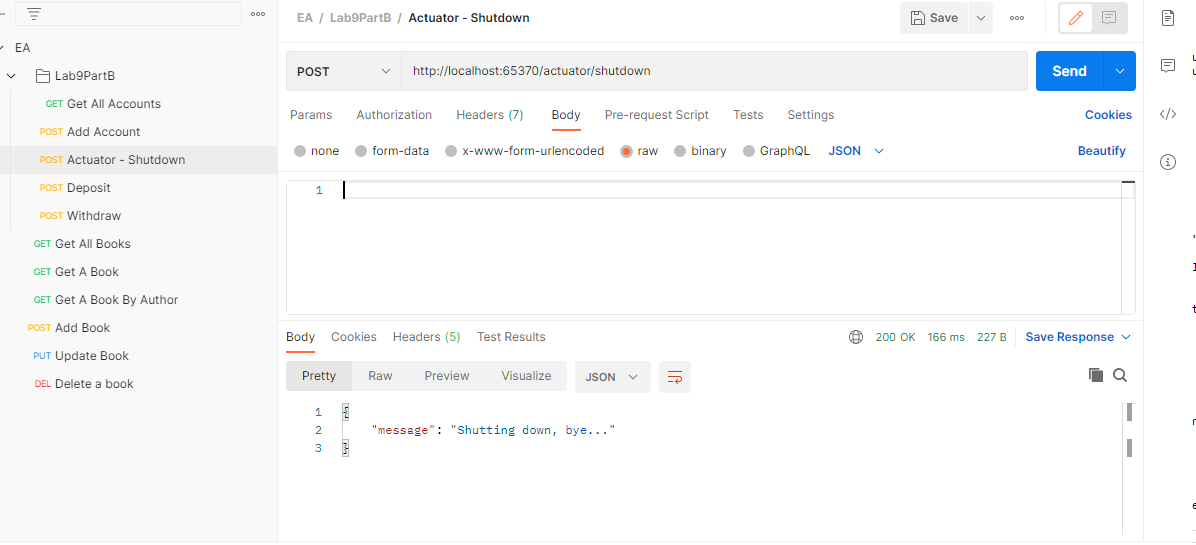 EA / Lab9PartB / Actuator - Shutdown
Save
EA
Lab9PartB
GET Get All Accounts
POST Add Account
POST Actuator - Shutdown
POST Deposit
POST Withdraw
GET Get All Books
GET Get A Book
GET Get A Book By Author
POST Add Book
PUT Update Book
DEL Delete a book
POST
http://localhost:65370/actuator/shutdown
Send
Params Authorization Headers (7) Body Pre-request Script Tests Settings Cookies
none form-data x-www-form-urlencoded raw binary GraphQL JSON Beautify
1
Body Cookies Headers (5) Test Results 200 OK 166 ms 227 B Save Response
Pretty Raw Preview Visualize JSON
1 {
2 "message": "Shutting down, bye..."
3 }